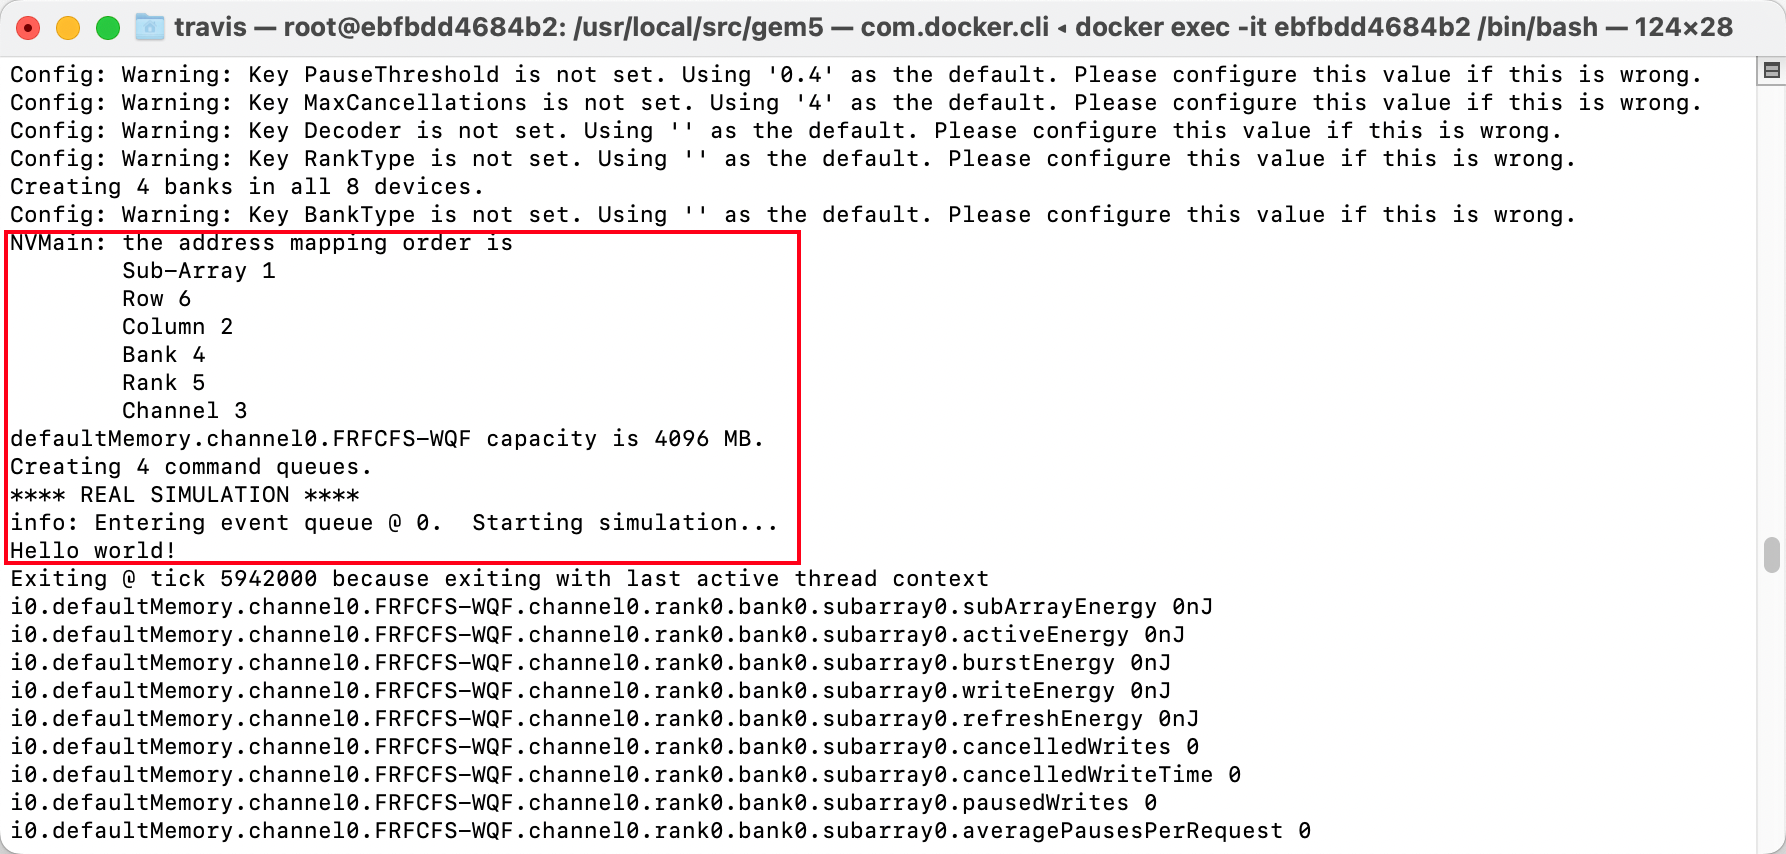 travis — root@ebfbdd4684b2: /usr/local/src/gem5 — com.docker.cli ◂ docker exec -it ebfbdd4684b2 /bin/bash — 124×28
Config: Warning: Key PauseThreshold is not set. Using '0.4' as the default. Please configure this value if this is wrong.
Config: Warning: Key MaxCancellations is not set. Using '4' as the default. Please configure this value if this is wrong.
Config: Warning: Key Decoder is not set. Using '' as the default. Please configure this value if this is wrong.
Config: Warning: Key RankType is not set. Using '' as the default. Please configure this value if this is wrong.
Creating 4 banks in all 8 devices.
Config: Warning: Key BankType is not set. Using '' as the default. Please configure this value if this is wrong.
NVMain: the address mapping order is
Sub-Array 1
Row 6
Column 2
Bank 4
Rank 5
Channel 3
defaultMemory.channel0.FRFCFS-WQF capacity is 4096 MB.
Creating 4 command queues.
**** REAL SIMULATION ****
info: Entering event queue @ 0.  Starting simulation...
Hello world!
Exiting @ tick 5942000 because exiting with last active thread context
i0.defaultMemory.channel0.FRFCFS-WQF.channel0.rank0.bank0.subarray0.subArrayEnergy 0nJ
i0.defaultMemory.channel0.FRFCFS-WQF.channel0.rank0.bank0.subarray0.activeEnergy 0nJ
i0.defaultMemory.channel0.FRFCFS-WQF.channel0.rank0.bank0.subarray0.burstEnergy 0nJ
i0.defaultMemory.channel0.FRFCFS-WQF.channel0.rank0.bank0.subarray0.writeEnergy 0nJ
i0.defaultMemory.channel0.FRFCFS-WQF.channel0.rank0.bank0.subarray0.refreshEnergy 0nJ
i0.defaultMemory.channel0.FRFCFS-WQF.channel0.rank0.bank0.subarray0.cancelledWrites 0
i0.defaultMemory.channel0.FRFCFS-WQF.channel0.rank0.bank0.subarray0.cancelledWriteTime 0
i0.defaultMemory.channel0.FRFCFS-WQF.channel0.rank0.bank0.subarray0.pausedWrites 0
i0.defaultMemory.channel0.FRFCFS-WQF.channel0.rank0.bank0.subarray0.averagePausesPerRequest 0